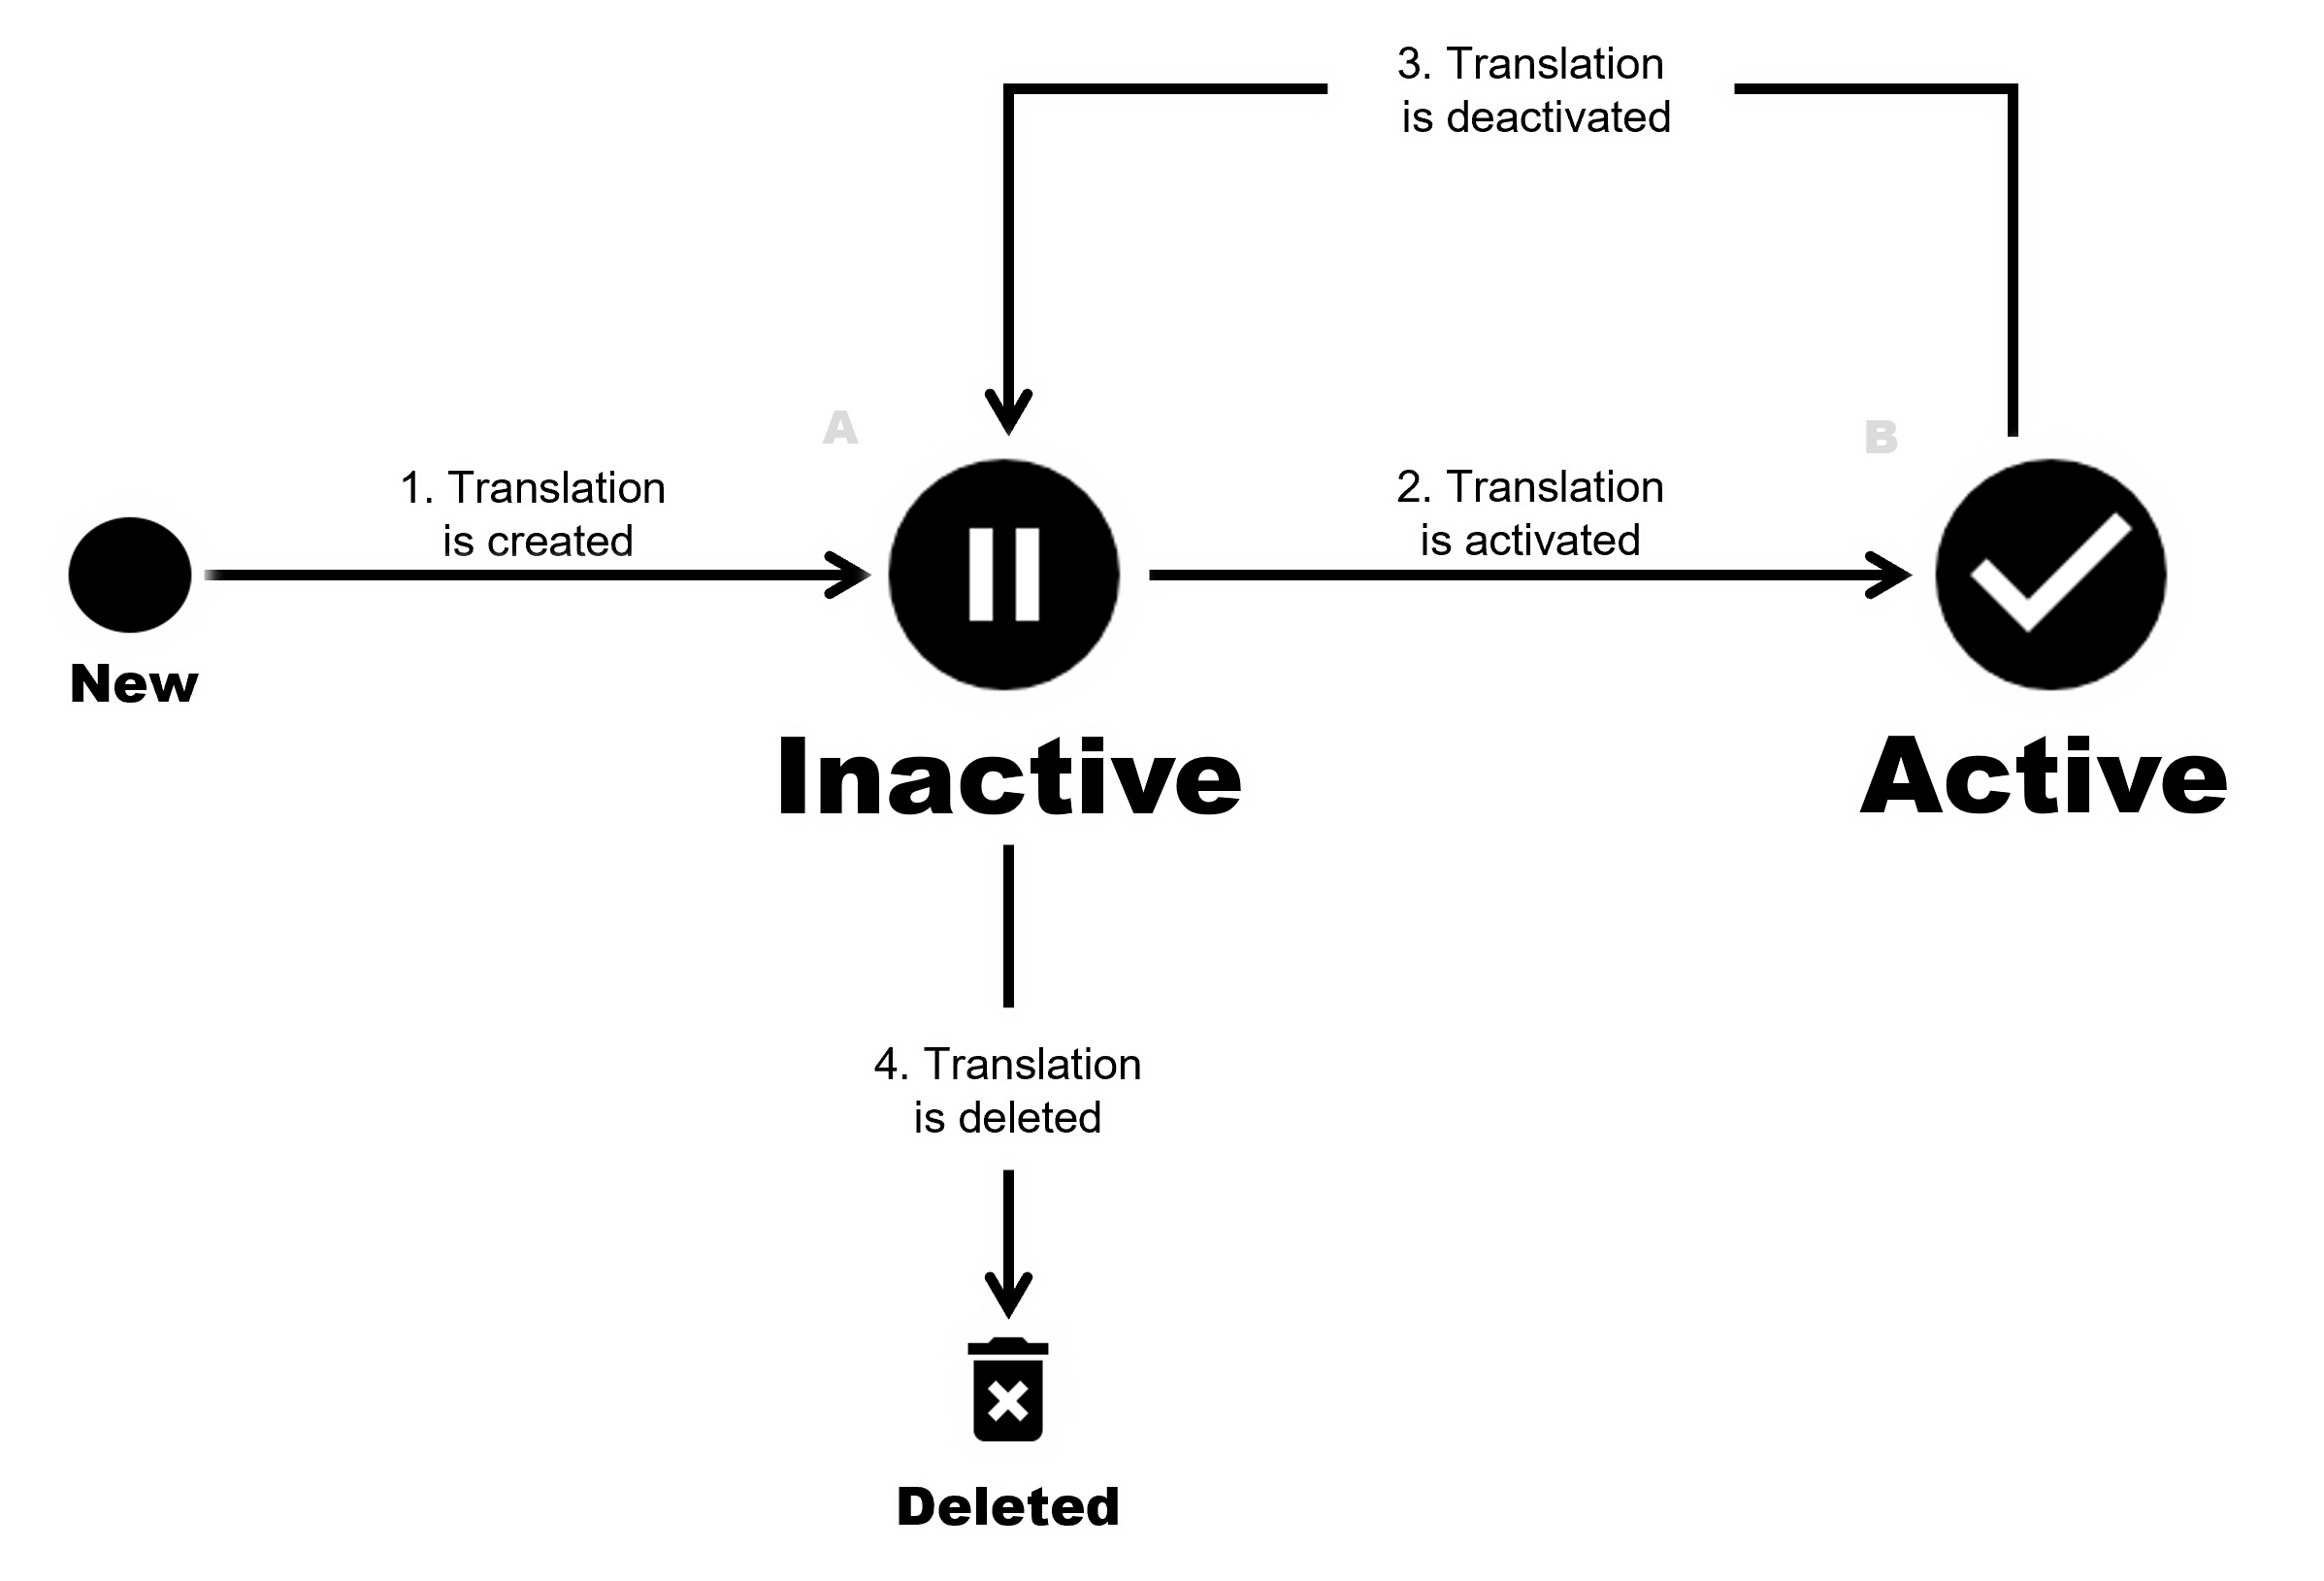 3. Translation
is deactivated
A
B
1. Translation
is created
2. Translation
is activated
New
Inactive
Active
4. Translation
is deleted
Deleted